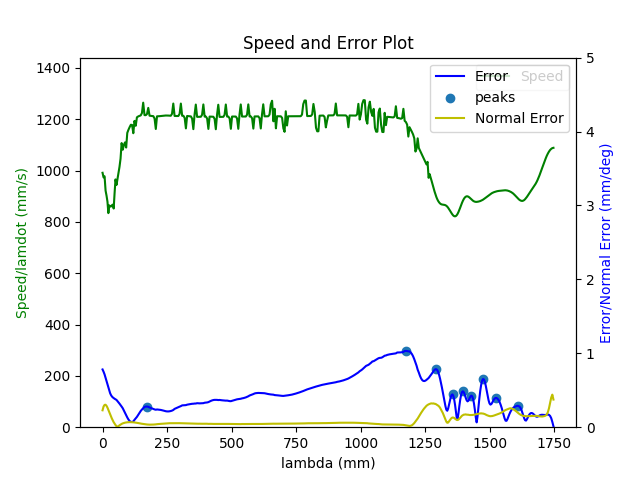 Speed and Error Plot
Error
Speed
peaks
Normal Error
Speed/lamdot (mm/s)
1400
1200
1000
800
600
400
200
0
5
4
3
2
1
0
Error/Normal Error (mm/deg)
0
250
500
750
1000
1250
1500
1750
lambda (mm)